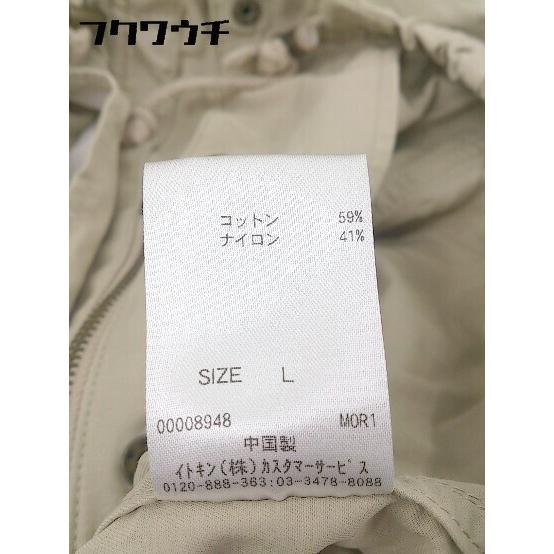 フクワウチ
コットン 59%
ナイロン 41%
SIZE L
00008948 MOR1
中国製
イトキン(株)カスタマーサービス
0120-888-363:03-3478-8088